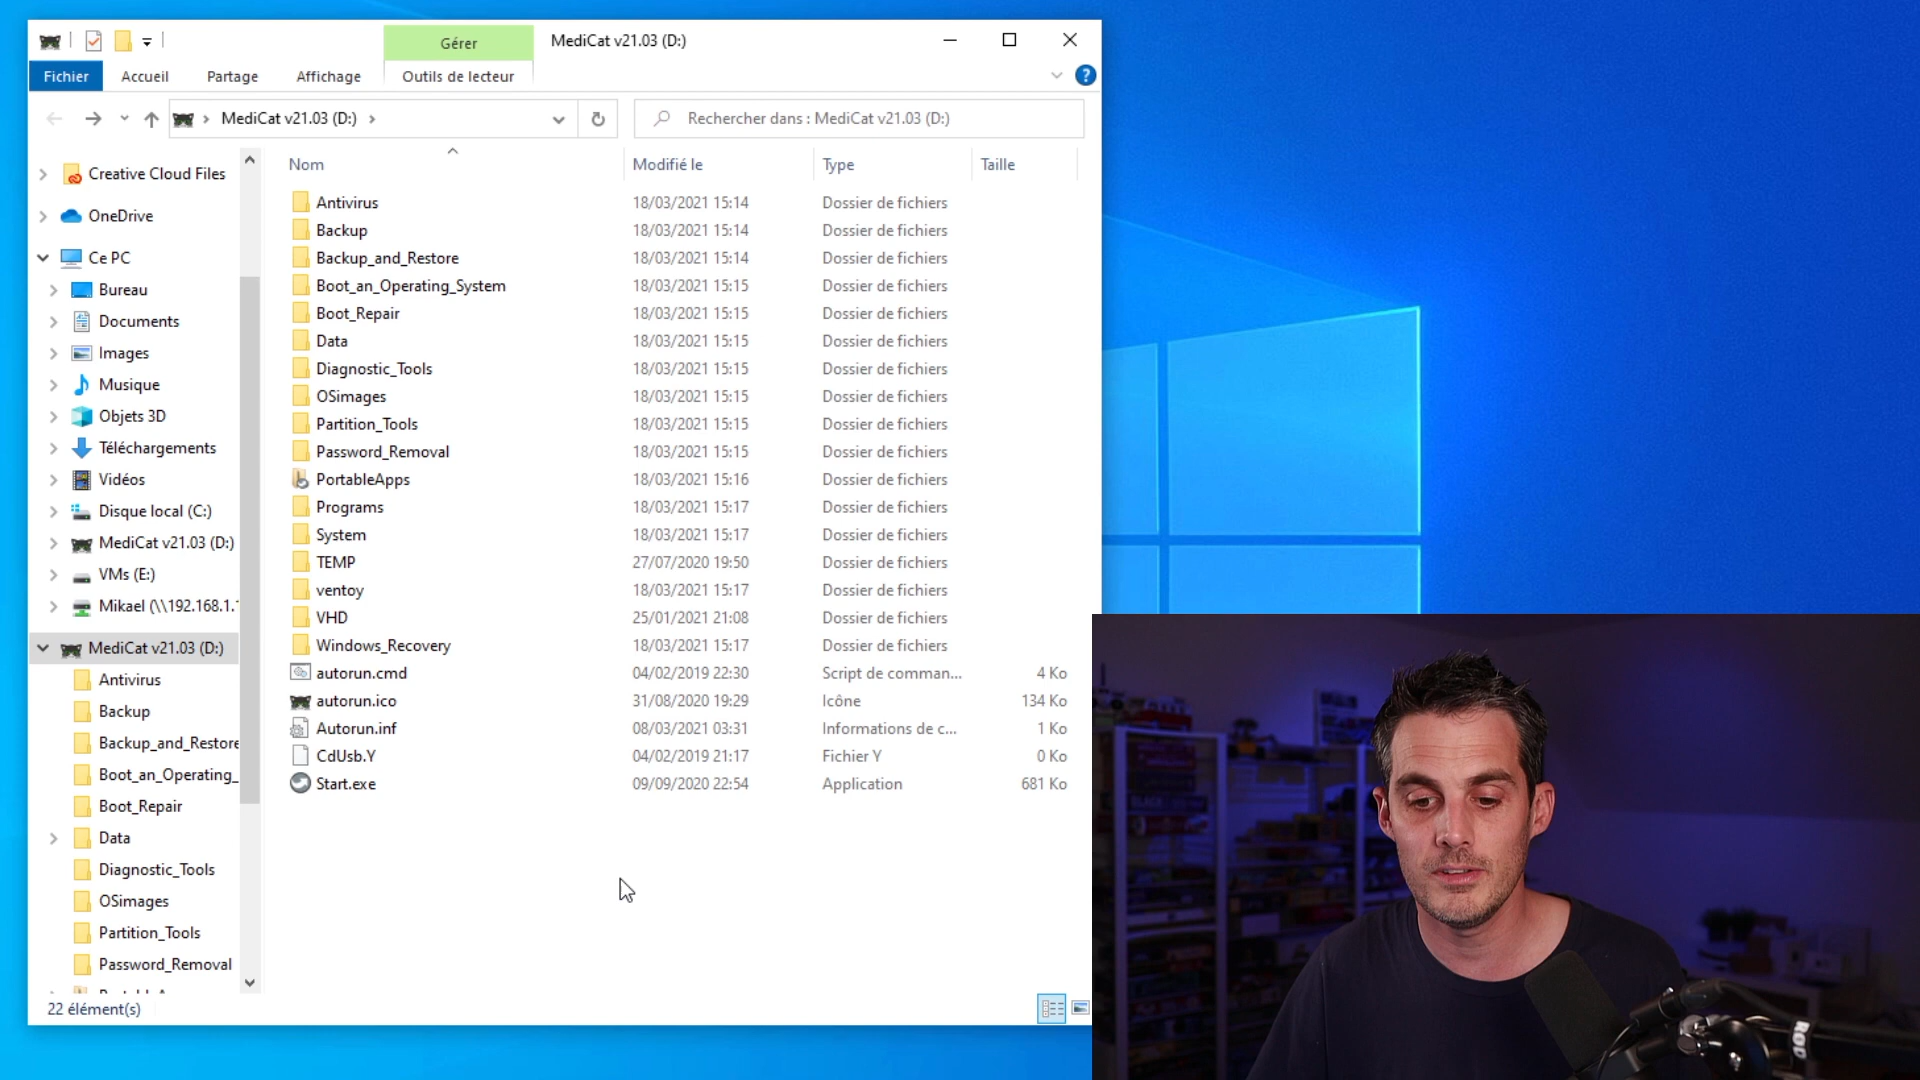 Gérer
MediCat v21.03 (D:)
Fichier
Accueil
Partage
Affichage
Outils de lecteur
?
MediCat v21.03 (D:)
Rechercher dans : MediCat v21.03 (D:)
Creative Cloud Files
OneDrive
Ce PC
Bureau
Documents
Images
Musique
Objets 3D
Téléchargements
Vidéos
Disque local (C:)
MediCat v21.03 (D:)
VMs (E:)
Mikael (\\192.168.1.
MediCat v21.03 (D:)
Antivirus
Backup
Backup_and_Restore
Boot_an_Operating_
Boot_Repair
Data
Diagnostic_Tools
OSimages
Partition_Tools
Password_Removal
Nom Modifié le Type Taille
Antivirus 18/03/2021 15:14 Dossier de fichiers
Backup 18/03/2021 15:14 Dossier de fichiers
Backup_and_Restore 18/03/2021 15:14 Dossier de fichiers
Boot_an_Operating_System 18/03/2021 15:15 Dossier de fichiers
Boot_Repair 18/03/2021 15:15 Dossier de fichiers
Data 18/03/2021 15:15 Dossier de fichiers
Diagnostic_Tools 18/03/2021 15:15 Dossier de fichiers
OSimages 18/03/2021 15:15 Dossier de fichiers
Partition_Tools 18/03/2021 15:15 Dossier de fichiers
Password_Removal 18/03/2021 15:15 Dossier de fichiers
PortableApps 18/03/2021 15:16 Dossier de fichiers
Programs 18/03/2021 15:17 Dossier de fichiers
System 18/03/2021 15:17 Dossier de fichiers
TEMP 27/07/2020 19:50 Dossier de fichiers
ventoy 18/03/2021 15:17 Dossier de fichiers
VHD 25/01/2021 21:08 Dossier de fichiers
Windows_Recovery 18/03/2021 15:17 Dossier de fichiers
autorun.cmd 04/02/2019 22:30 Script de comman... 4 Ko
autorun.ico 31/08/2020 19:29 Icône 134 Ko
Autorun.inf 08/03/2021 03:31 Informations de c... 1 Ko
CdUsb.Y 04/02/2019 21:17 Fichier Y 0 Ko
Start.exe 09/09/2020 22:54 Application 681 Ko
22 élément(s)